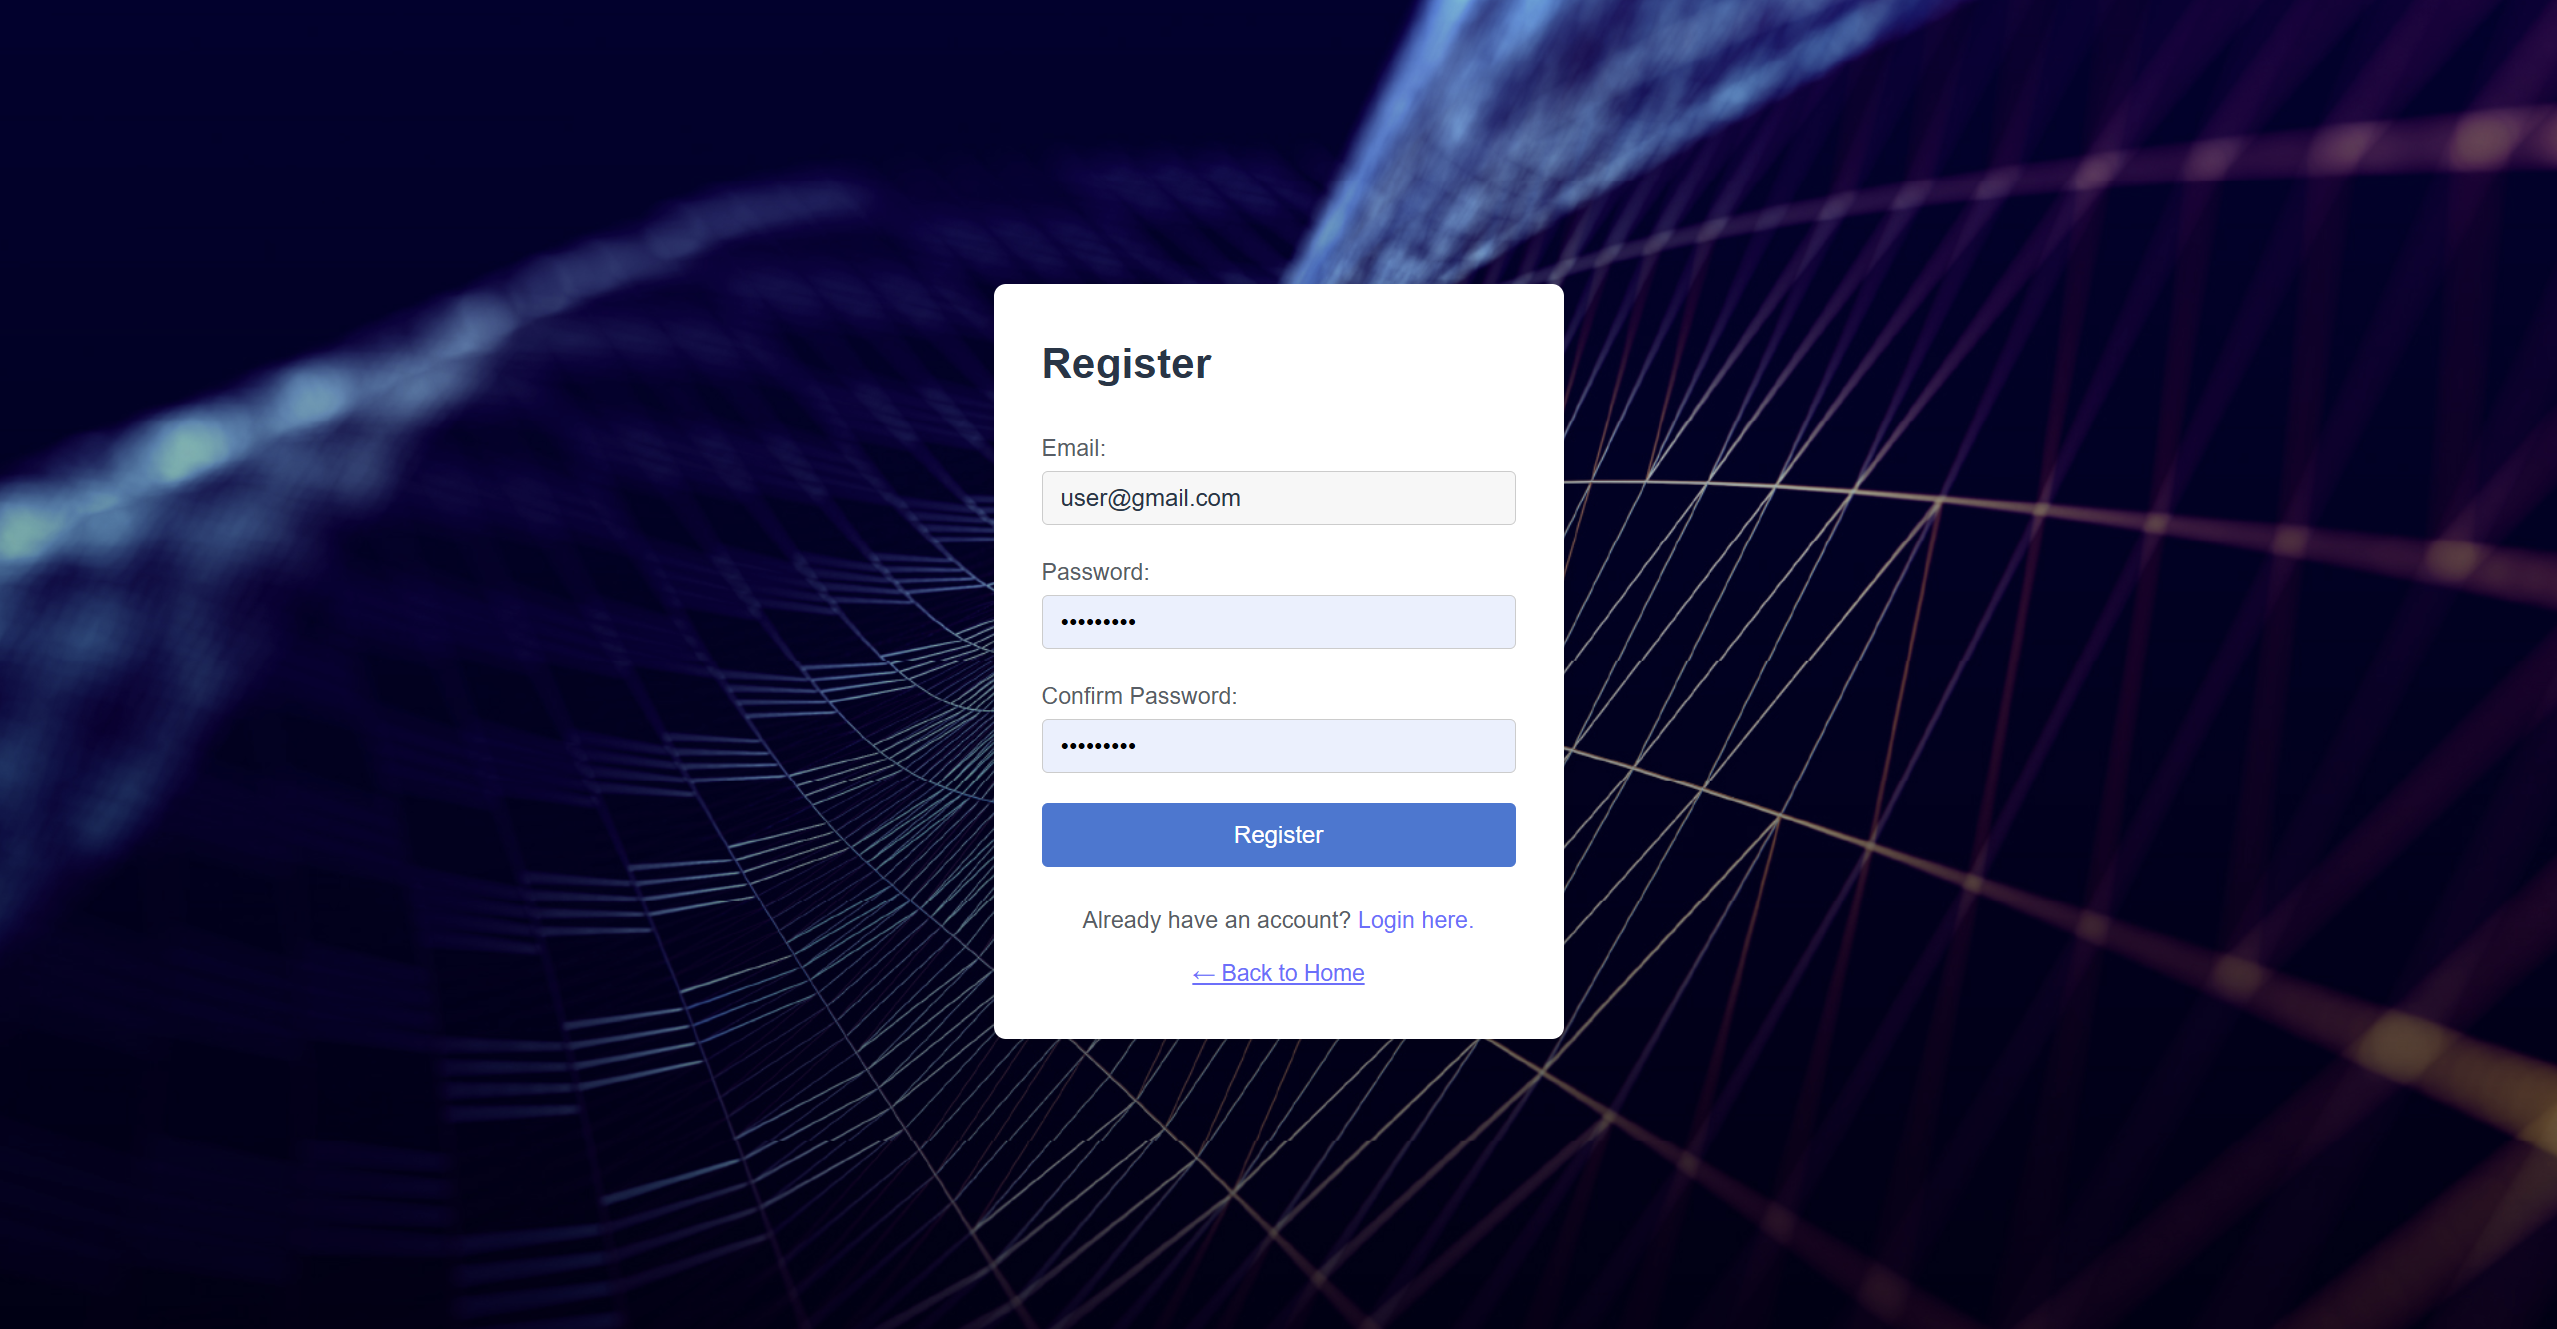 Register
Email:
user@gmail.com
Password:
•••••••••
Confirm Password:
•••••••••
Register
Already have an account? Login here.
← Back to Home